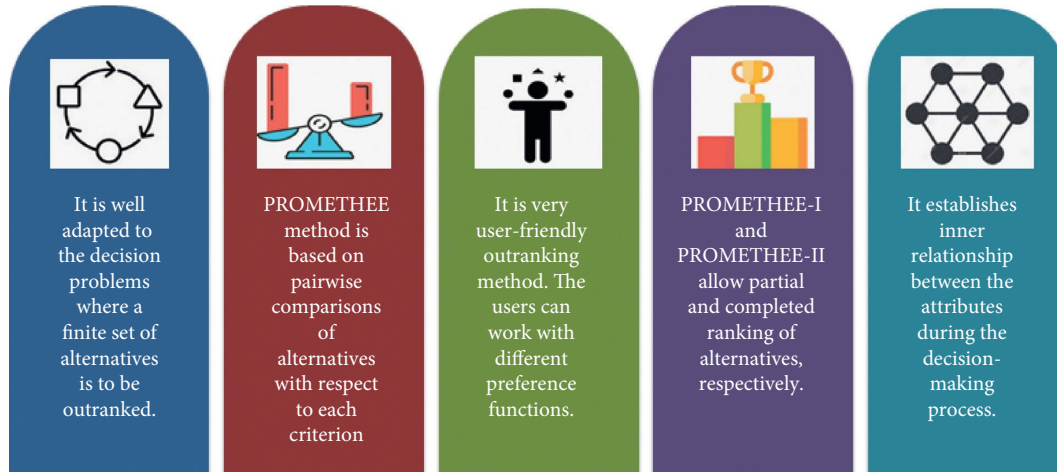 It is well
adapted to
the decision
problems
where a
finite set of
alternatives
is to be
outranked.
PROMETHEE
method is
based on
pairwise
comparisons
of
alternatives
with respect
to each
criterion
It is very
user-friendly
outranking
method. The
users can
work with
different
preference
functions.
PROMETHEE-I
and
PROMETHEE-II
allow partial
and completed
ranking of
alternatives,
respectively.
It establishes
inner
relationship
between the
attributes
during the
decision-
making
process.